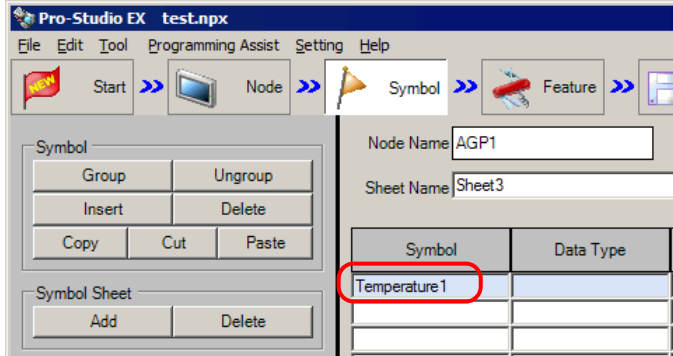 Pro-Studio EX test.npx
File Edit Tool Programming Assist Setting Help
NEW Start Node Symbol Feature
Symbol
Group Ungroup
Insert Delete
Copy Cut Paste
Symbol Sheet
Add Delete
Node Name AGP1
Sheet Name Sheet3
Symbol Data Type
Temperature1